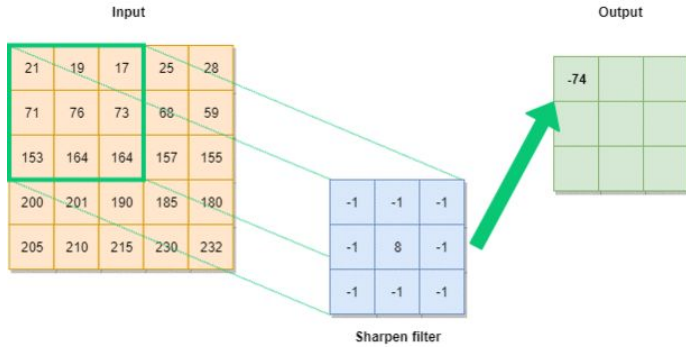 Input
Output
21 19 17 25 28
71 76 73 68 59
153 164 164 157 155
200 201 190 185 180
205 210 215 230 232
-74
-1 -1 -1
-1 8 -1
-1 -1 -1
Sharpen filter